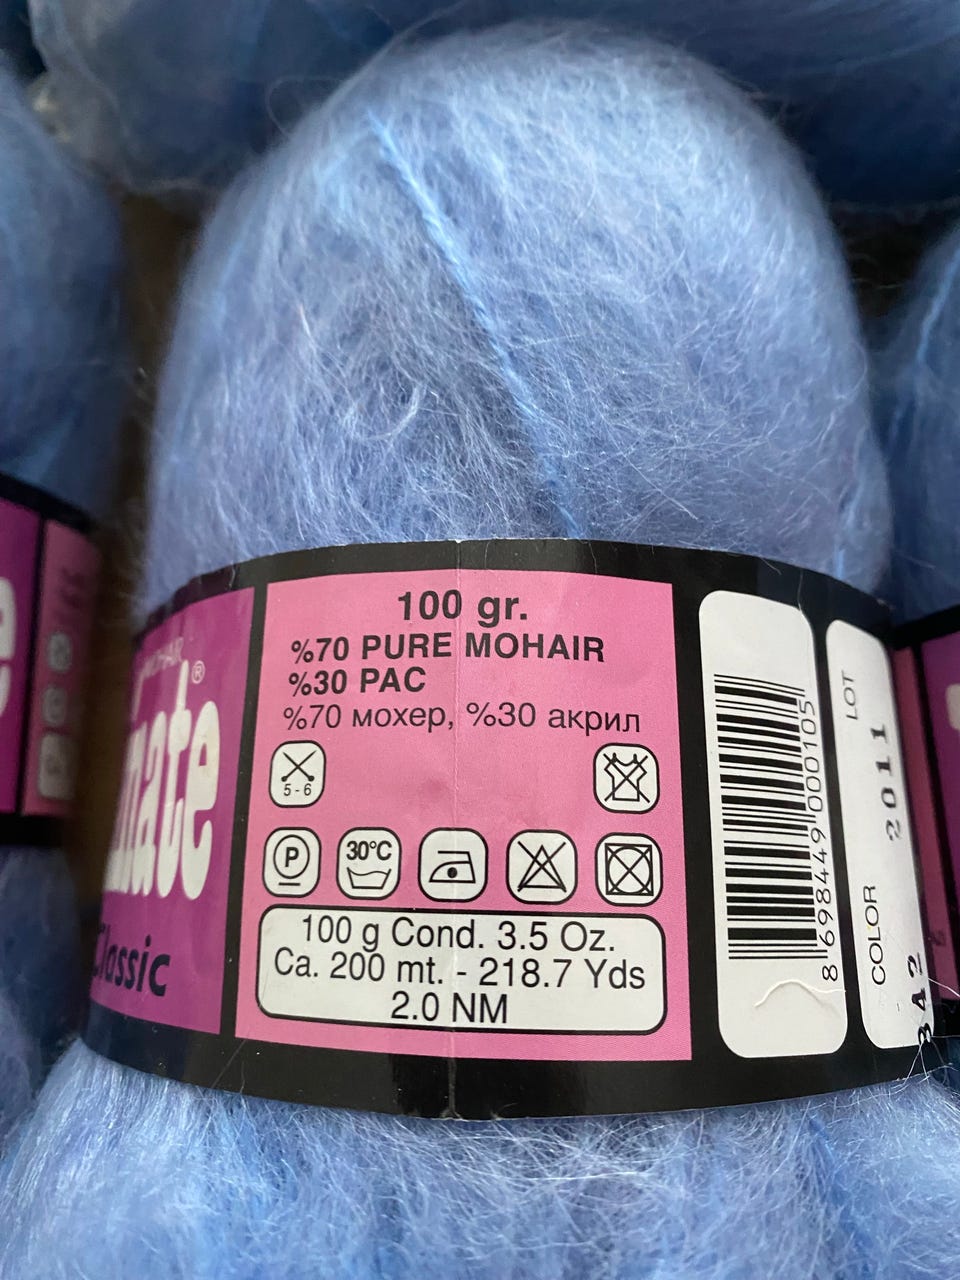 100 gr.
%70 PURE MOHAIR
%30 PAC
%70 мохер, %30 акрил
5-6
P
30°C
100 g Cond. 3.5 Oz.
Ca. 200 mt. - 218.7 Yds
2.0 NM
MOHAIR
®
Classic
8 698449 000105
LOT
2011
COLOR
342